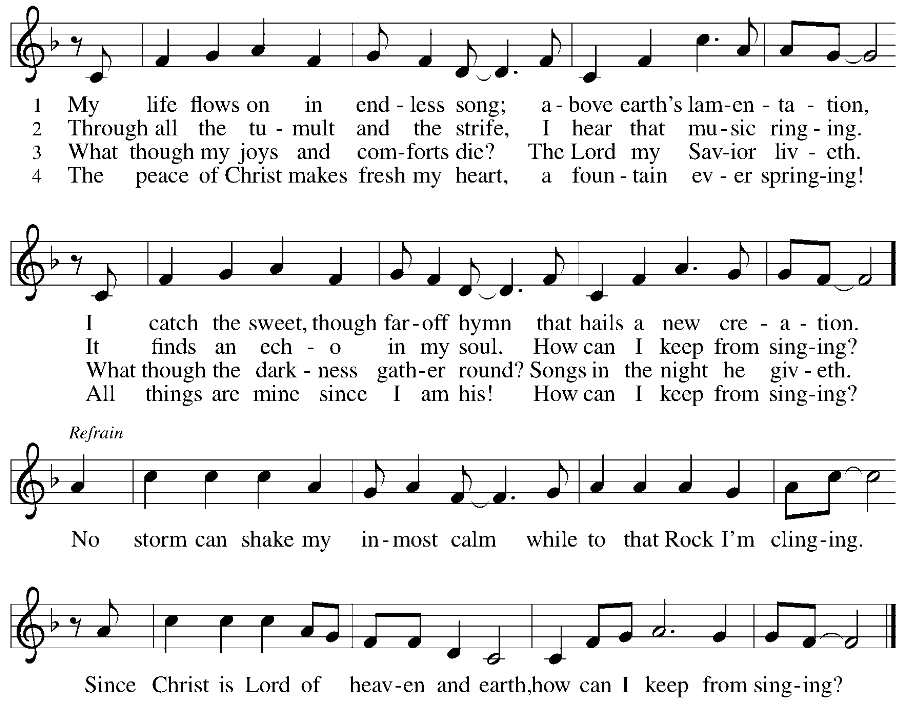 1 My life flows on in end - less song; a - bove earth's lam - en - ta - tion,
2 Through all the tu - mult and the strife, I hear that mu - sic ring - ing.
3 What though my joys and com - forts die? The Lord my Sav - ior liv - eth.
4 The peace of Christ makes fresh my heart, a foun - tain ev - er spring - ing!
I catch the sweet, though far - off hymn that hails a new cre - a - tion.
It finds an ech - o in my soul. How can I keep from sing - ing?
What though the dark - ness gath - er round? Songs in the night he giv - eth.
All things are mine since I am his! How can I keep from sing - ing?
Refrain
No storm can shake my in - most calm while to that Rock I'm cling - ing.
Since Christ is Lord of heav - en and earth, how can I keep from sing - ing?